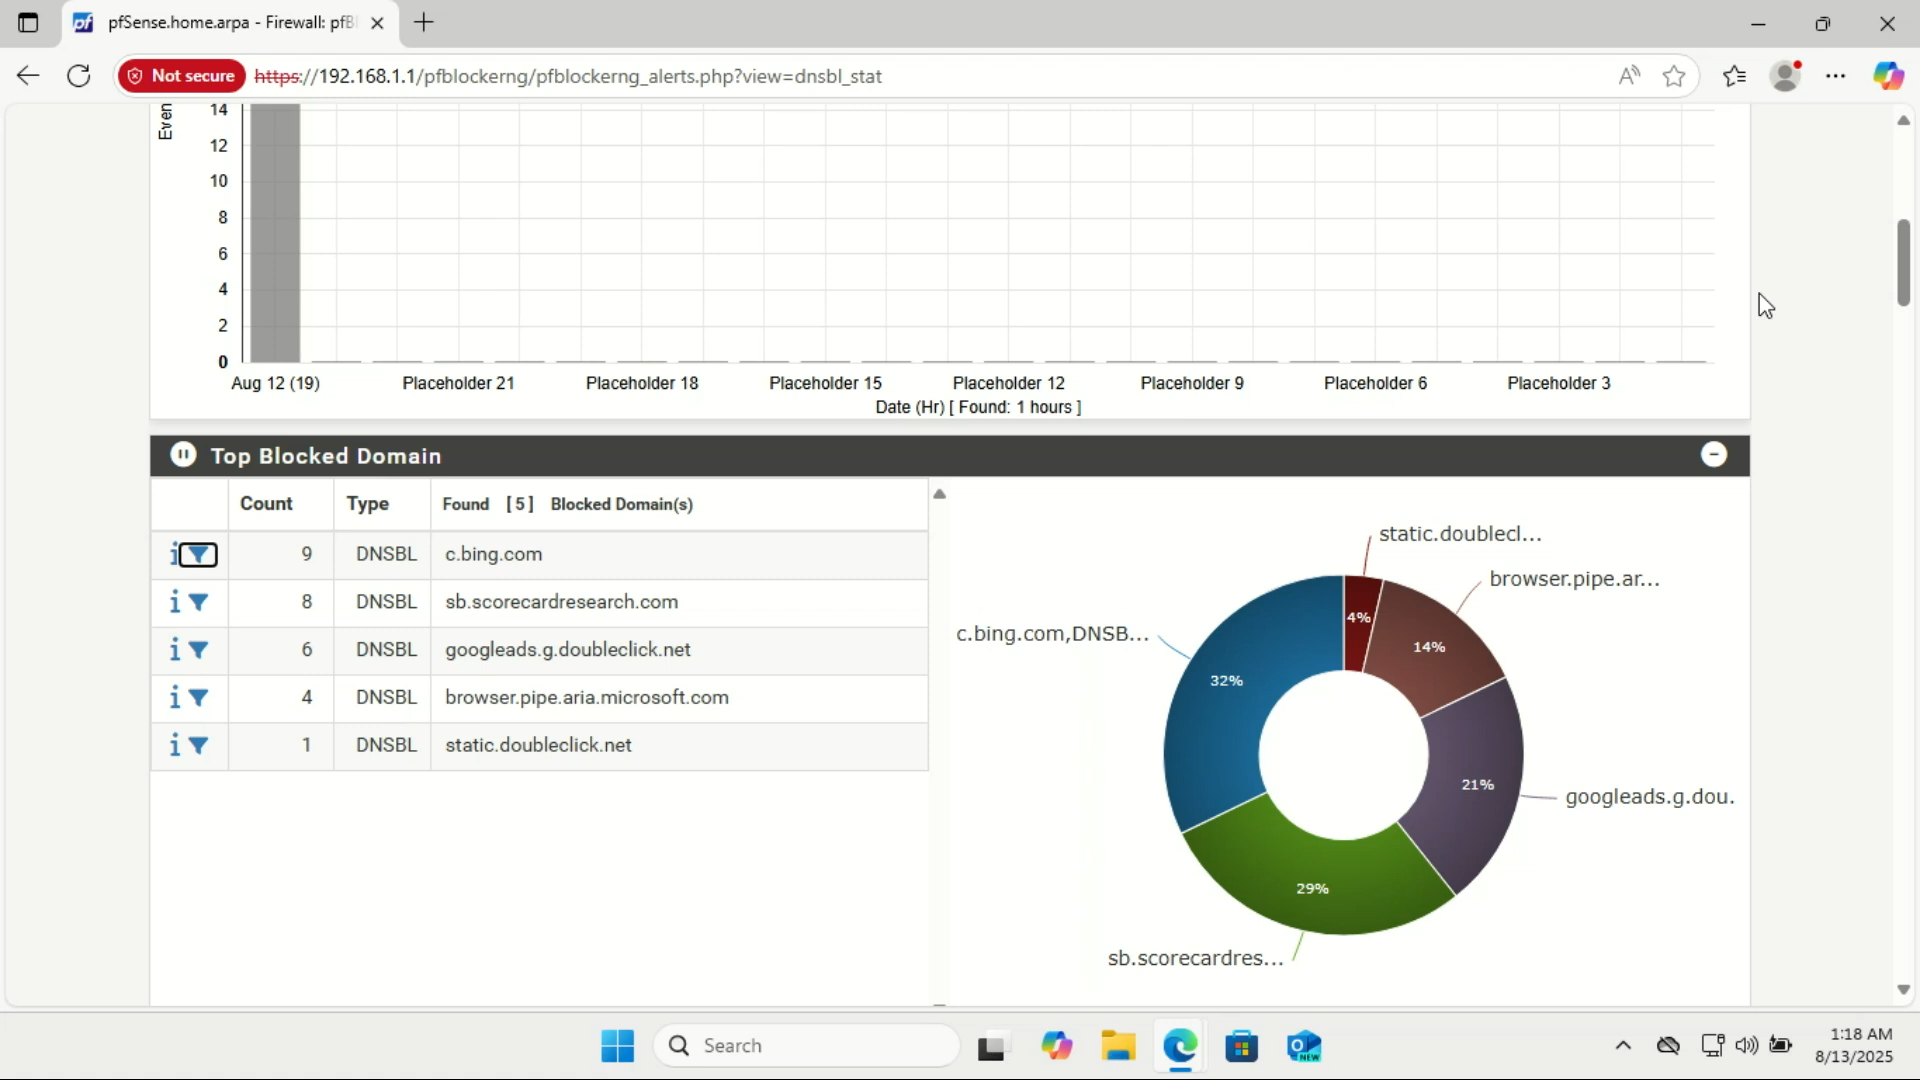 pfSense.home.arpa - Firewall: pfBl
Not secure
https://192.168.1.1/pfblockerng/pfblockerng_alerts.php?view=dnsbl_stat
Even
14
12
10
8
6
4
2
0
Aug 12 (19)
Placeholder 21
Placeholder 18
Placeholder 15
Placeholder 12
Placeholder 9
Placeholder 6
Placeholder 3
Date (Hr) [ Found: 1 hours ]
Top Blocked Domain
Count Type Found [ 5 ] Blocked Domain(s)
9 DNSBL c.bing.com
8 DNSBL sb.scorecardresearch.com
6 DNSBL googleads.g.doubleclick.net
4 DNSBL browser.pipe.aria.microsoft.com
1 DNSBL static.doubleclick.net
static.doublecl...
browser.pipe.ar...
c.bing.com,DNSB...
4%
14%
32%
21%
googleads.g.dou.
29%
sb.scorecardres...
Search
1:18 AM
8/13/2025